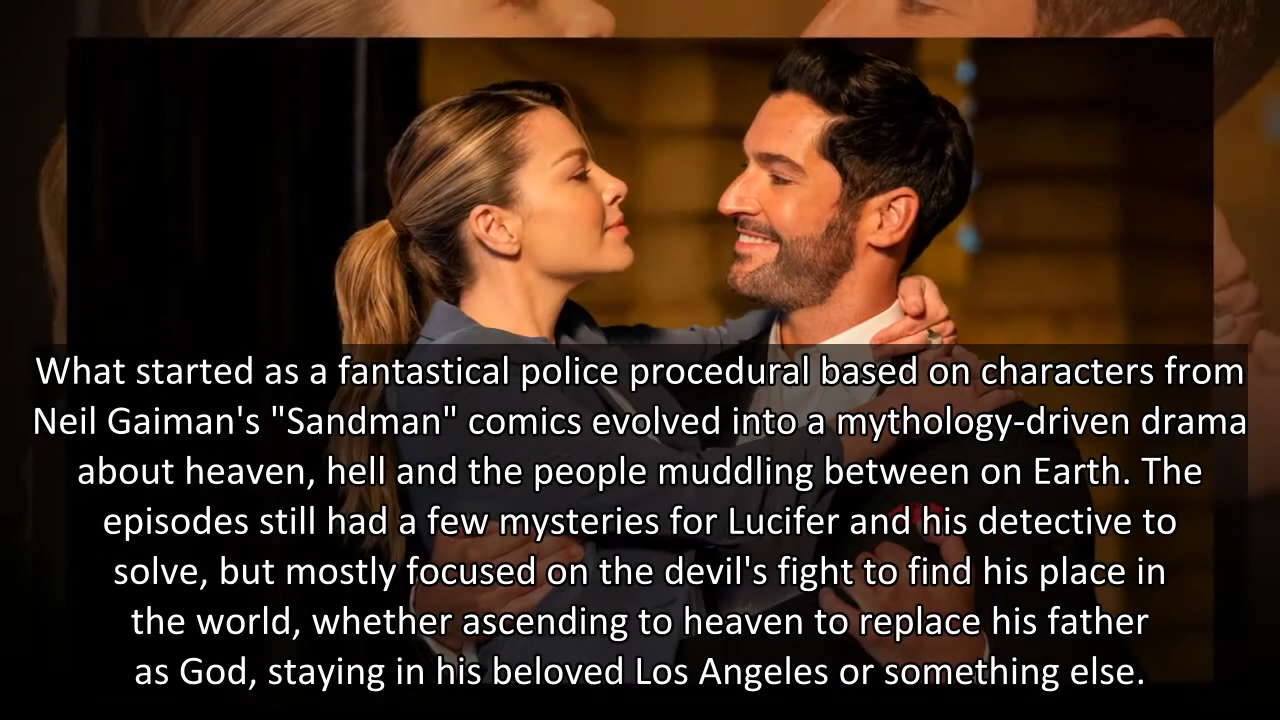 What started as a fantastical police procedural based on characters from
Neil Gaiman's "Sandman" comics evolved into a mythology-driven drama
about heaven, hell and the people muddling between on Earth. The
episodes still had a few mysteries for Lucifer and his detective to
solve, but mostly focused on the devil's fight to find his place in
the world, whether ascending to heaven to replace his father
as God, staying in his beloved Los Angeles or something else.